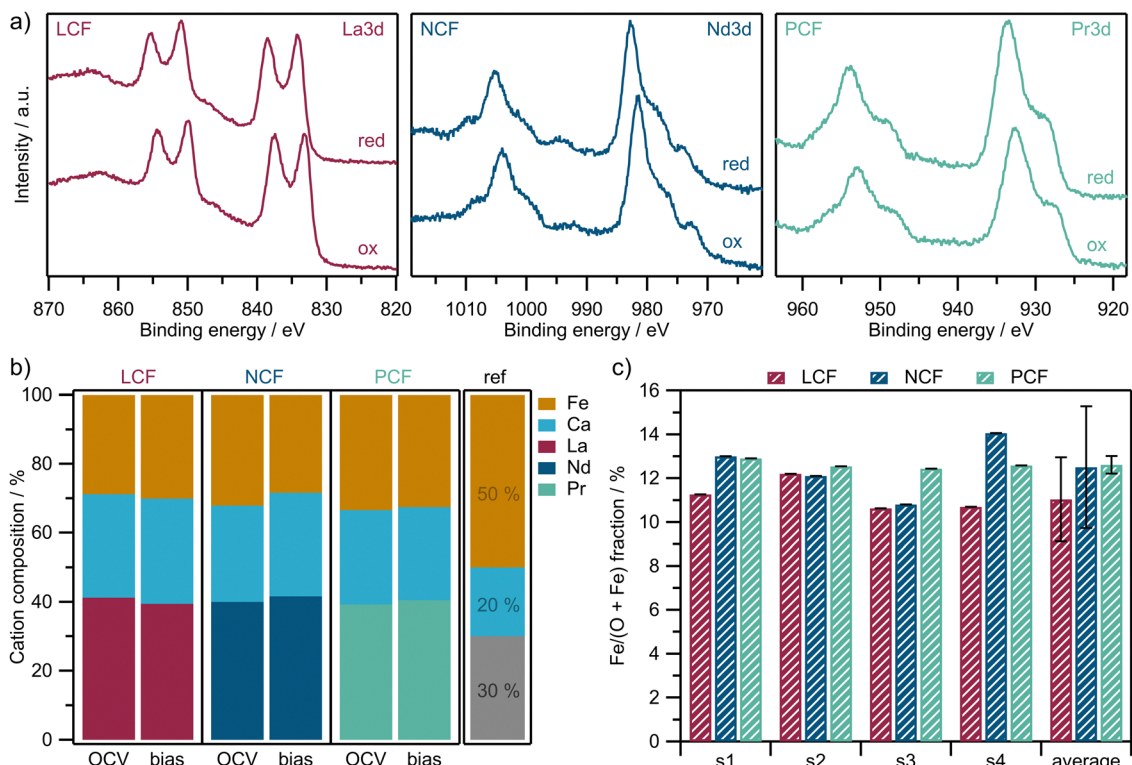 a)
LCF La3d
red
ox
NCF Nd3d
red
ox
PCF Pr3d
red
ox
Intensity / a.u.
870 860 850 840 830 820
1010 1000 990 980 970
960 950 940 930 920
Binding energy / eV
Binding energy / eV
Binding energy / eV
b)
LCF NCF PCF ref
Cation composition / %
100
80
60
40
20
0
50 %
20 %
30 %
Fe
Ca
La
Nd
Pr
OCV bias OCV bias OCV bias
c)
LCF NCF PCF
Fe/(O + Fe) fraction / %
16
14
12
10
8
6
4
2
0
s1 s2 s3 s4 average